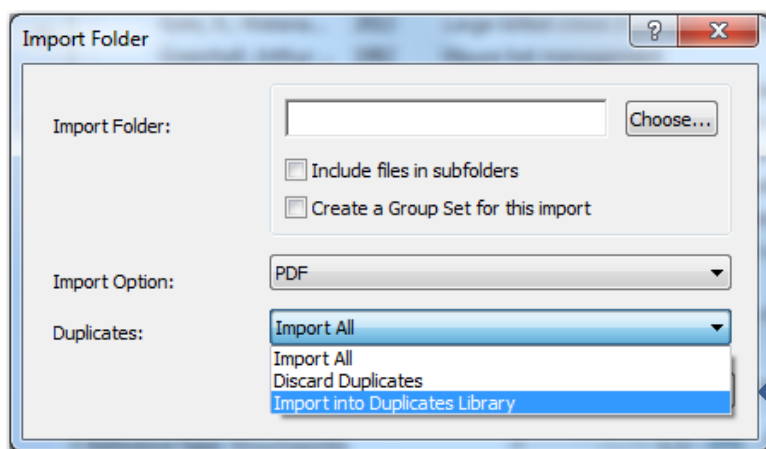 Import Folder
Import Folder:
Choose...
Include files in subfolders
Create a Group Set for this import
Import Option:
PDF
Duplicates:
Import All
Import All
Discard Duplicates
Import into Duplicates Library